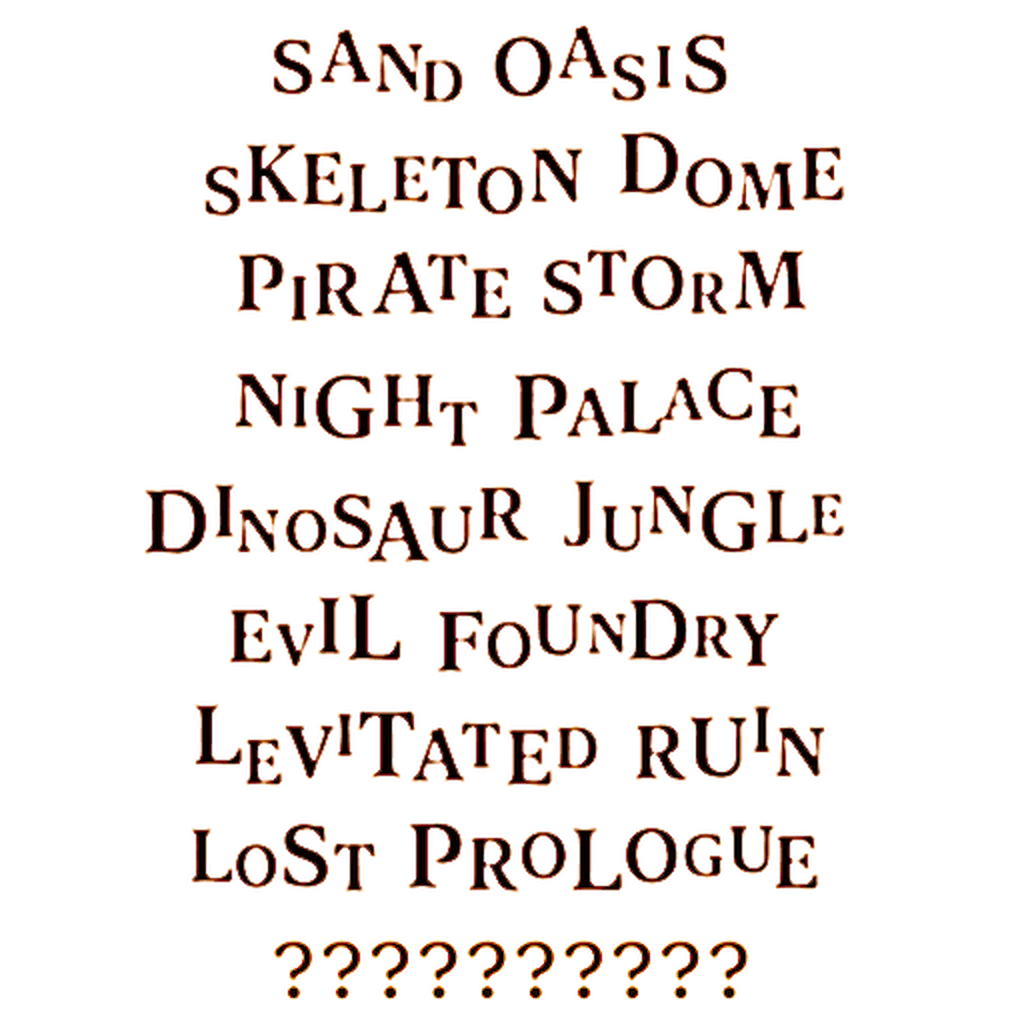 SAND OASIS
SKELETON DOME
PIRATE STORM
NIGHT PALACE
DINOSAUR JUNGLE
EVIL FOUNDRY
LEVITATED RUIN
LOST PROLOGUE
??????????